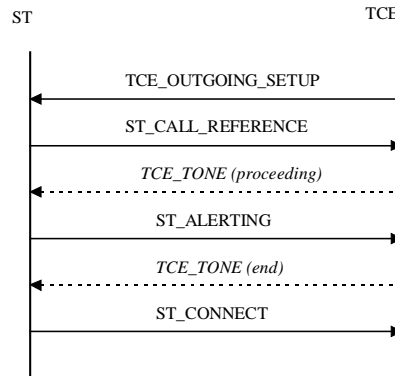 ST
TCE
TCE_OUTGOING_SETUP
ST_CALL_REFERENCE
TCE_TONE (proceeding)
ST_ALERTING
TCE_TONE (end)
ST_CONNECT